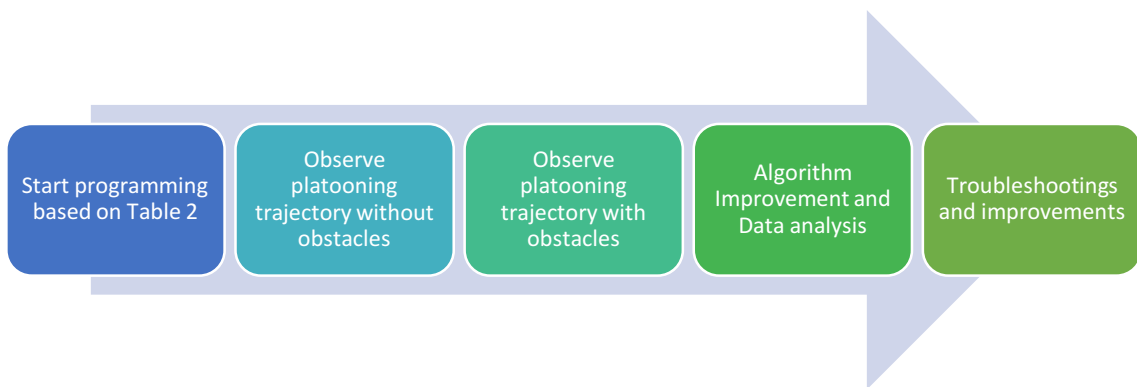 Start programming
based on Table 2
Observe
platooning
trajectory without
obstacles
Observe
platooning
trajectory with
obstacles
Algorithm
Improvement and
Data analysis
Troubleshootings
and improvements